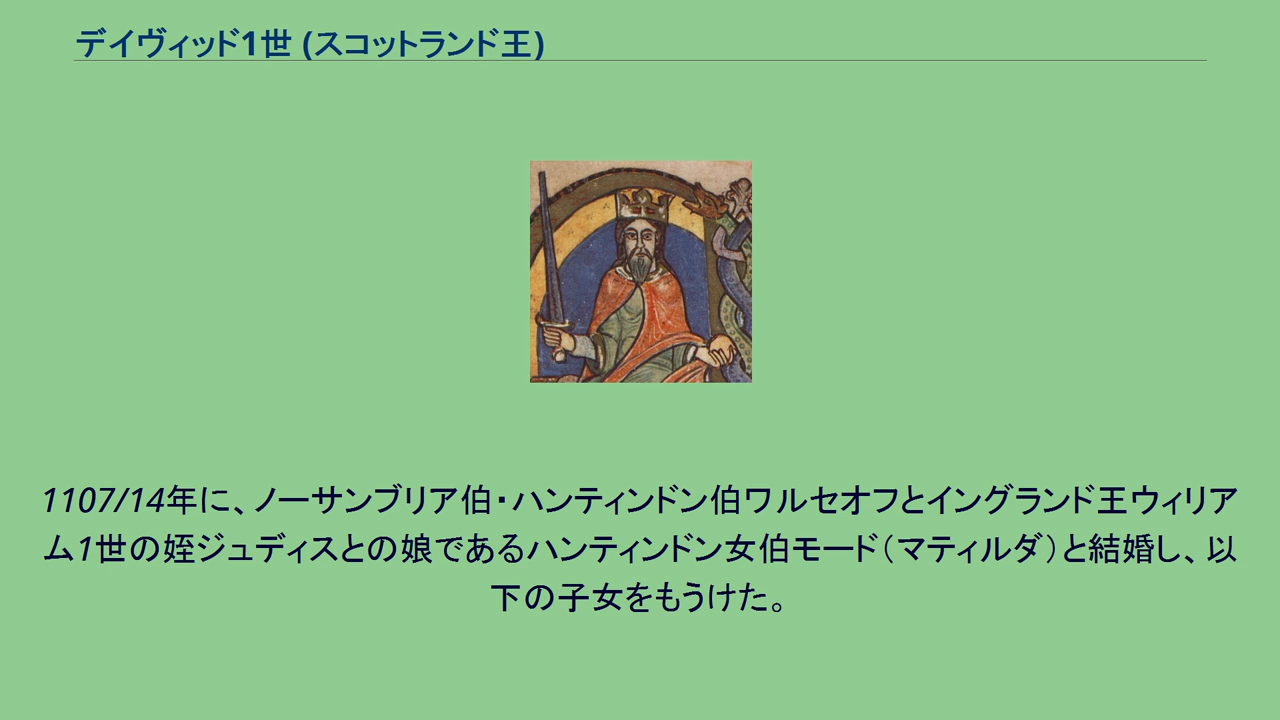 デイヴィッド1世 (スコットランド王)
1107/14年に、ノーサンブリア伯・ハンティンドン伯ワルセオフとイングランド王ウィリア
ム1世の姪ジュディスとの娘であるハンティンドン女伯モード（マティルダ）と結婚し、以
下の子女をもうけた。